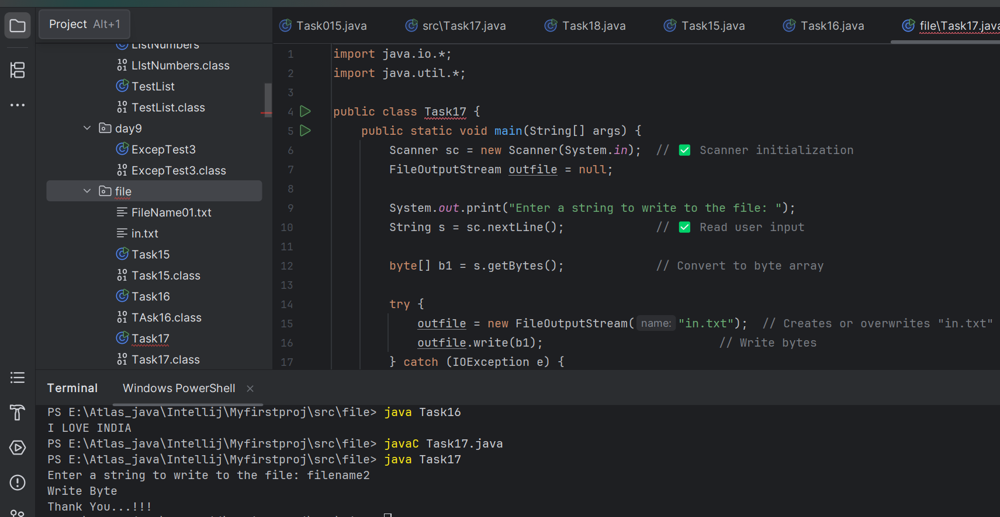 Project Alt+1
Task015.java src\Task17.java Task18.java Task15.java Task16.java file\Task17.java
LIstNumbers
LIstNumbers.class
TestList
TestList.class
day9
ExcepTest3
ExcepTest3.class
file
FileName01.txt
in.txt
Task15
Task15.class
Task16
TAsk16.class
Task17
Task17.class
1 import java.io.*;
2 import java.util.*;
3
4 public class Task17 {
5 public static void main(String[] args) {
6 Scanner sc = new Scanner(System.in); // ✅ Scanner initialization
7 FileOutputStream outfile = null;
8
9 System.out.print("Enter a string to write to the file: ");
10 String s = sc.nextLine(); // ✅ Read user input
11
12 byte[] b1 = s.getBytes(); // Convert to byte array
13
14 try {
15 outfile = new FileOutputStream( name: "in.txt"); // Creates or overwrites "in.txt"
16 outfile.write(b1); // Write bytes
17 } catch (IOException e) {
Terminal Windows PowerShell
PS E:\Atlas_java\Intellij\Myfirstproj\src\file> java Task16
I LOVE INDIA
PS E:\Atlas_java\Intellij\Myfirstproj\src\file> javaC Task17.java
PS E:\Atlas_java\Intellij\Myfirstproj\src\file> java Task17
Enter a string to write to the file: filename2
Write Byte
Thank You...!!!